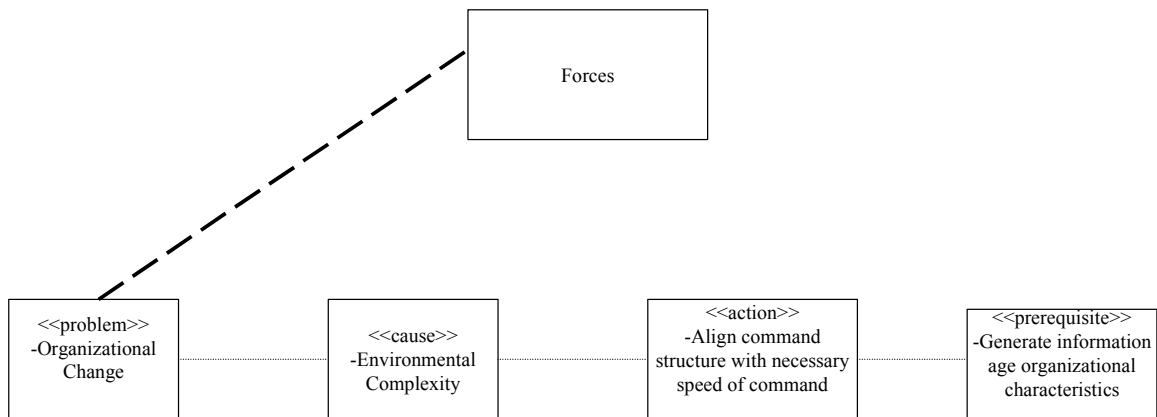 Forces
<<problem>>
-Organizational
Change
<<cause>>
-Environmental
Complexity
<<action>>
-Align command
structure with necessary
speed of command
<<prerequisite>>
-Generate information
age organizational
characteristics